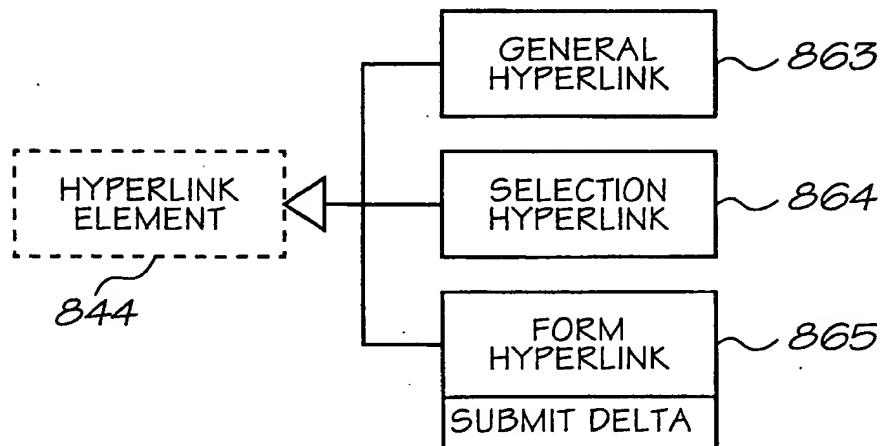 GENERAL
HYPERLINK
863
HYPERLINK
ELEMENT
844
SELECTION
HYPERLINK
864
FORM
HYPERLINK
865
SUBMIT DELTA